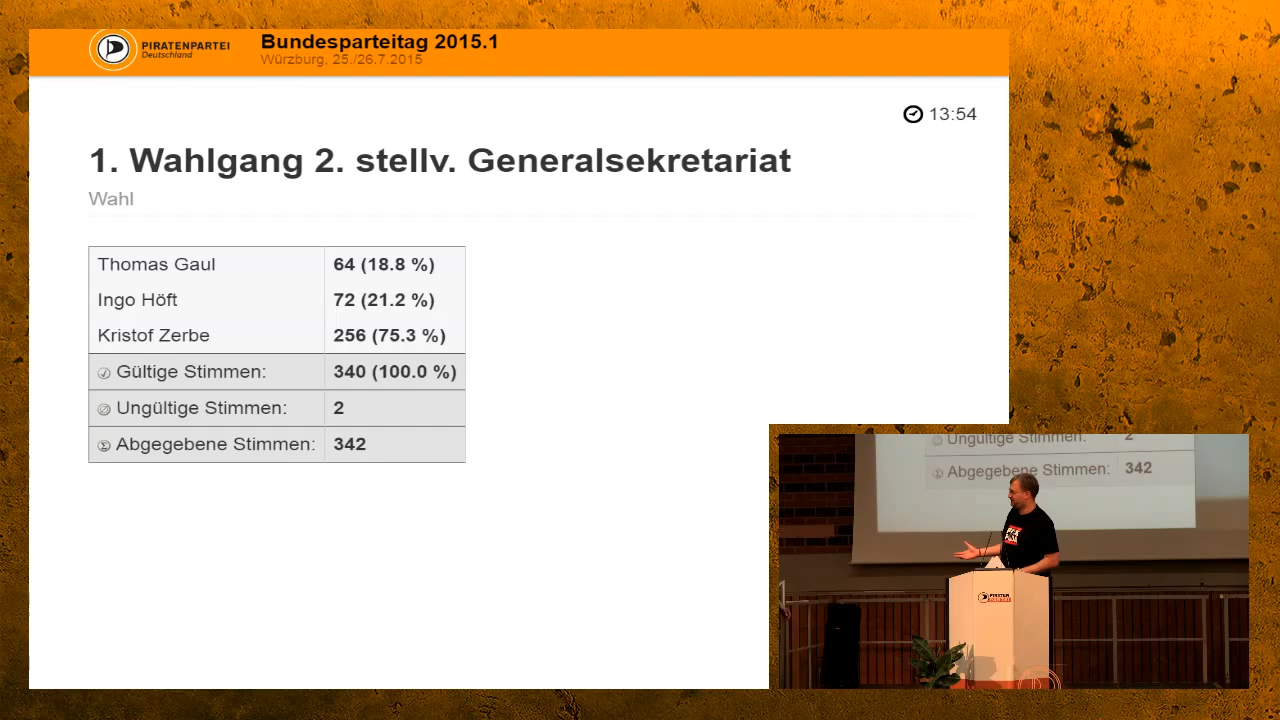 PIRATENPARTEI
Deutschland
Bundesparteitag 2015.1
Würzburg, 25./26.7.2015
13:54
1. Wahlgang 2. stellv. Generalsekretariat
Wahl
Thomas Gaul 64 (18.8 %)
Ingo Höft 72 (21.2 %)
Kristof Zerbe 256 (75.3 %)
Gültige Stimmen: 340 (100.0 %)
Ungültige Stimmen: 2
Abgegebene Stimmen: 342
Ungültige Stimmen: 2
Abgegebene Stimmen: 342
PIRATEN
PARTEI